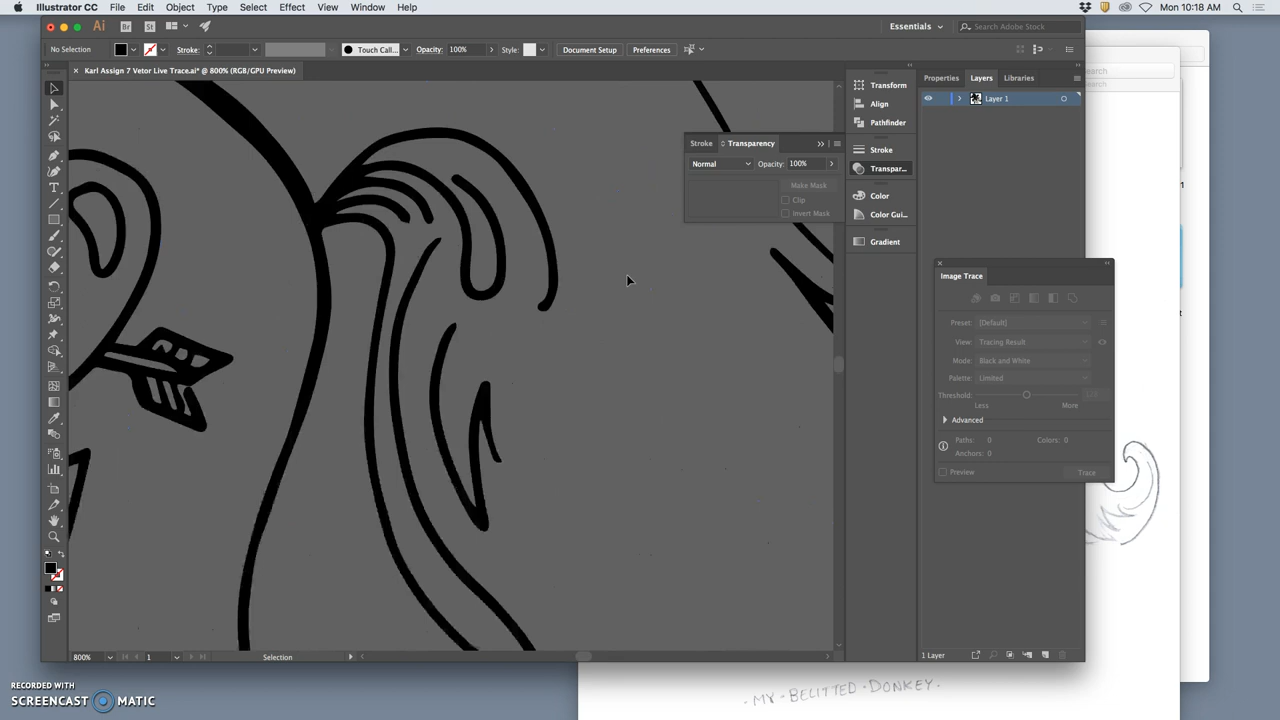 Illustrator CC File Edit Object Type Select Effect View Window Help Mon 10:18 AM
Ai Br St Essentials Search Adobe Stock
No Selection Stroke: Touch Call... Opacity: 100% Style: Document Setup Preferences
× Karl Assign 7 Vetor Live Trace.ai* @ 800% (RGB/GPU Preview)
Properties Layers Libraries
Layer 1
Transform
Align
Pathfinder
Stroke
Transpar...
Color
Color Gui...
Gradient
Stroke Transparency
Normal Opacity: 100%
Make Mask
Clip
Invert Mask
Image Trace
Preset: [Default]
View: Tracing Result
Mode: Black and White
Palette: Limited
Threshold:
Less More
Advanced
Paths: 0 Colors: 0
Anchors: 0
Preview Trace
800% 1 Selection
1 Layer
earch
earch
RECORDED WITH
SCREENCAST MATIC
- MY · BELITTED · DONKEY.